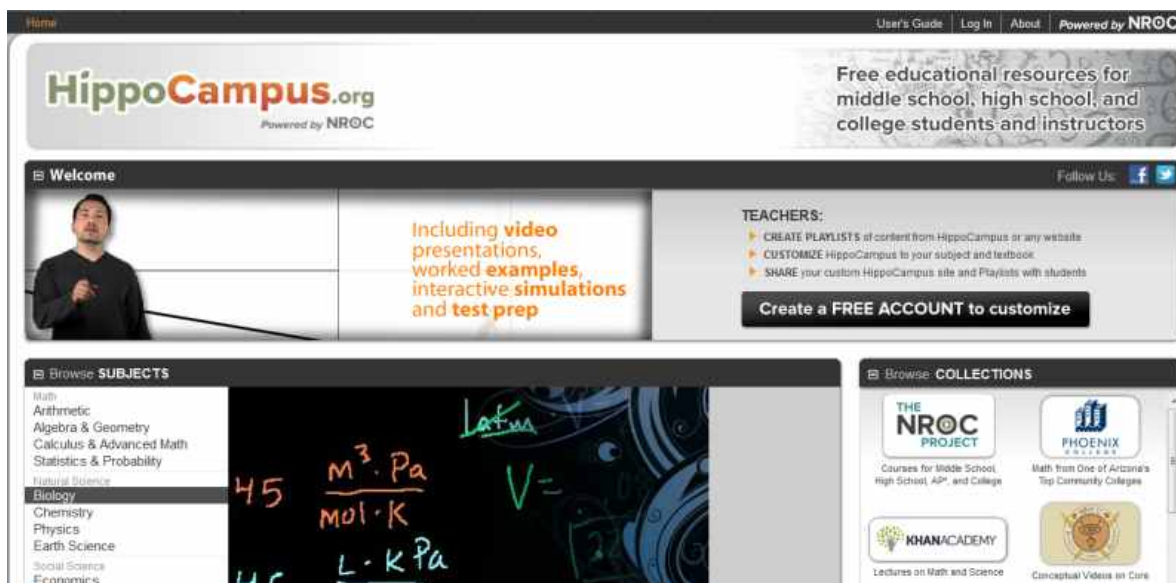 Home
User's Guide | Log In | About | Powered by NROC
HippoCampus.org
Powered by NROC
Free educational resources for
middle school, high school, and
college students and instructors
Welcome
Follow Us:
Including video
presentations,
worked examples,
interactive simulations
and test prep
TEACHERS:
CREATE PLAYLISTS of content from HippoCampus or any website
CUSTOMIZE HippoCampus to your subject and textbook
SHARE your custom HippoCampus site and Playlists with students
Create a FREE ACCOUNT to customize
Browse SUBJECTS
Math
Arithmetic
Algebra & Geometry
Calculus & Advanced Math
Statistics & Probability
Natural Science
Biology
Chemistry
Physics
Earth Science
Social Science
Economics
Latm
45 m³·Pa
mol·K
V=
L·KPa
Browse COLLECTIONS
THE
NROC
PROJECT
Courses for Middle School,
High School, AP*, and College
PHOENIX
COLLEGE
Math from One of Arizona's
Top Community Colleges
KHANACADEMY
Lectures on Math and Science
Conceptual Videos on Core